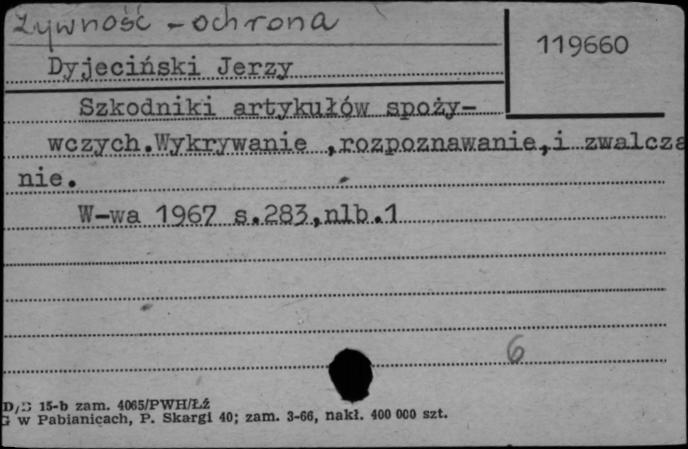 Żywność - ochrona
119660
Dyjeciński Jerzy
Szkodniki artykułów spoży-
wczych.Wykrywanie ,rozpoznawanie,i zwalcza
nie.
W-wa 1967 s.283,nlb.1
6
15-b zam. 4065/PWH/Łż
w Pabianicach, P. Skargi 40; zam. 3-66, nakł. 400 000 szt.